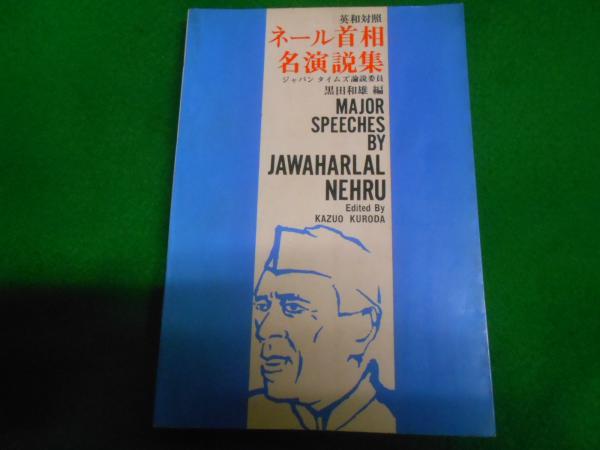 英和対照
ネール首相
名演説集
ジャパン タイムズ論説委員
黒田和雄 編
MAJOR
SPEECHES
BY
JAWAHARLAL
NEHRU
Edited By
KAZUO KURODA